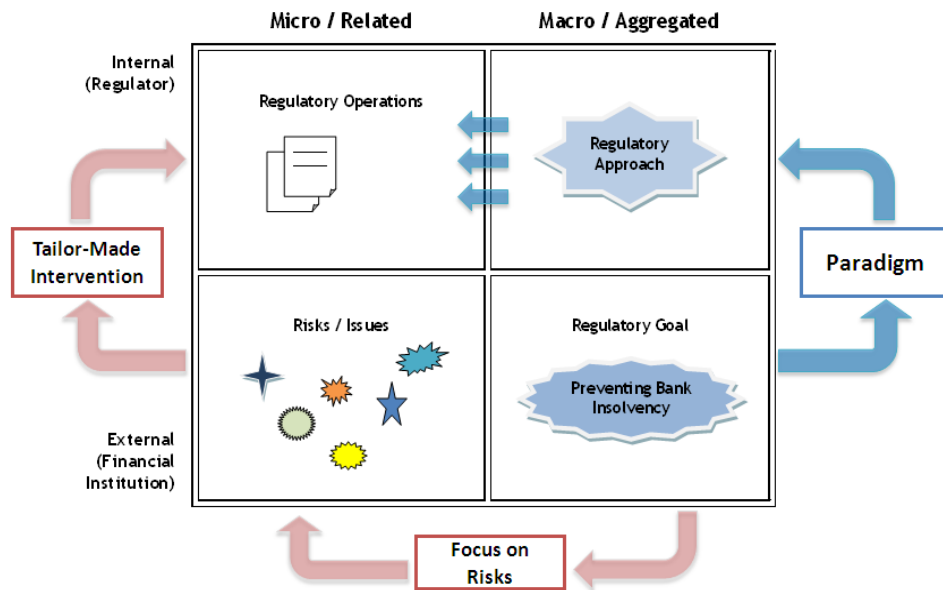 Micro / Related
Macro / Aggregated
Internal
(Regulator)
Regulatory Operations
Regulatory
Approach
Tailor-Made
Intervention
Paradigm
Risks / Issues
Regulatory Goal
Preventing Bank
Insolvency
External
(Financial
Institution)
Focus on
Risks